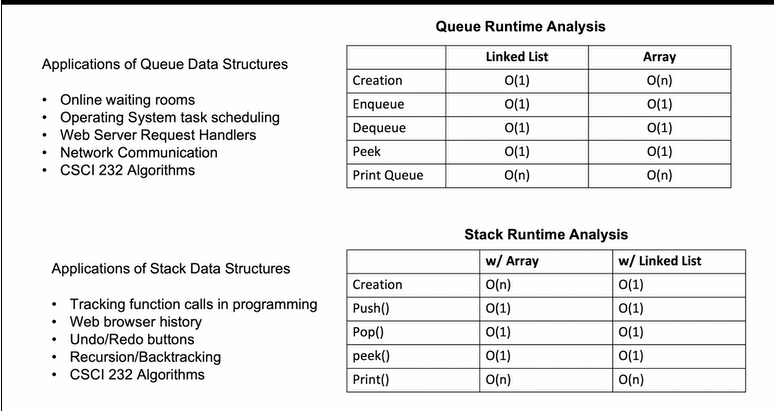 Queue Runtime Analysis
Applications of Queue Data Structures
• Online waiting rooms
• Operating System task scheduling
• Web Server Request Handlers
• Network Communication
• CSCI 232 Algorithms
Linked List Array
Creation O(1) O(n)
Enqueue O(1) O(1)
Dequeue O(1) O(1)
Peek O(1) O(1)
Print Queue O(n) O(n)
Stack Runtime Analysis
Applications of Stack Data Structures
• Tracking function calls in programming
• Web browser history
• Undo/Redo buttons
• Recursion/Backtracking
• CSCI 232 Algorithms
w/ Array w/ Linked List
Creation O(n) O(1)
Push() O(1) O(1)
Pop() O(1) O(1)
peek() O(1) O(1)
Print() O(n) O(n)